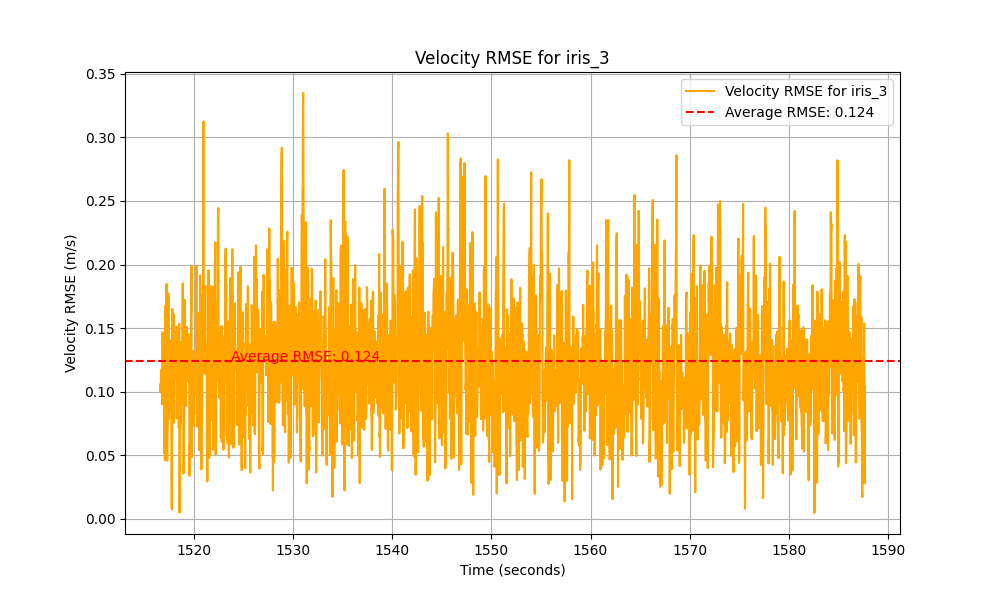 Velocity RMSE for iris_3
Velocity RMSE for iris_3
Average RMSE: 0.124
0.35
0.30
0.25
0.20
0.15
0.10
0.05
0.00
Velocity RMSE (m/s)
Average RMSE: 0.124
1520 1530 1540 1550 1560 1570 1580 1590
Time (seconds)